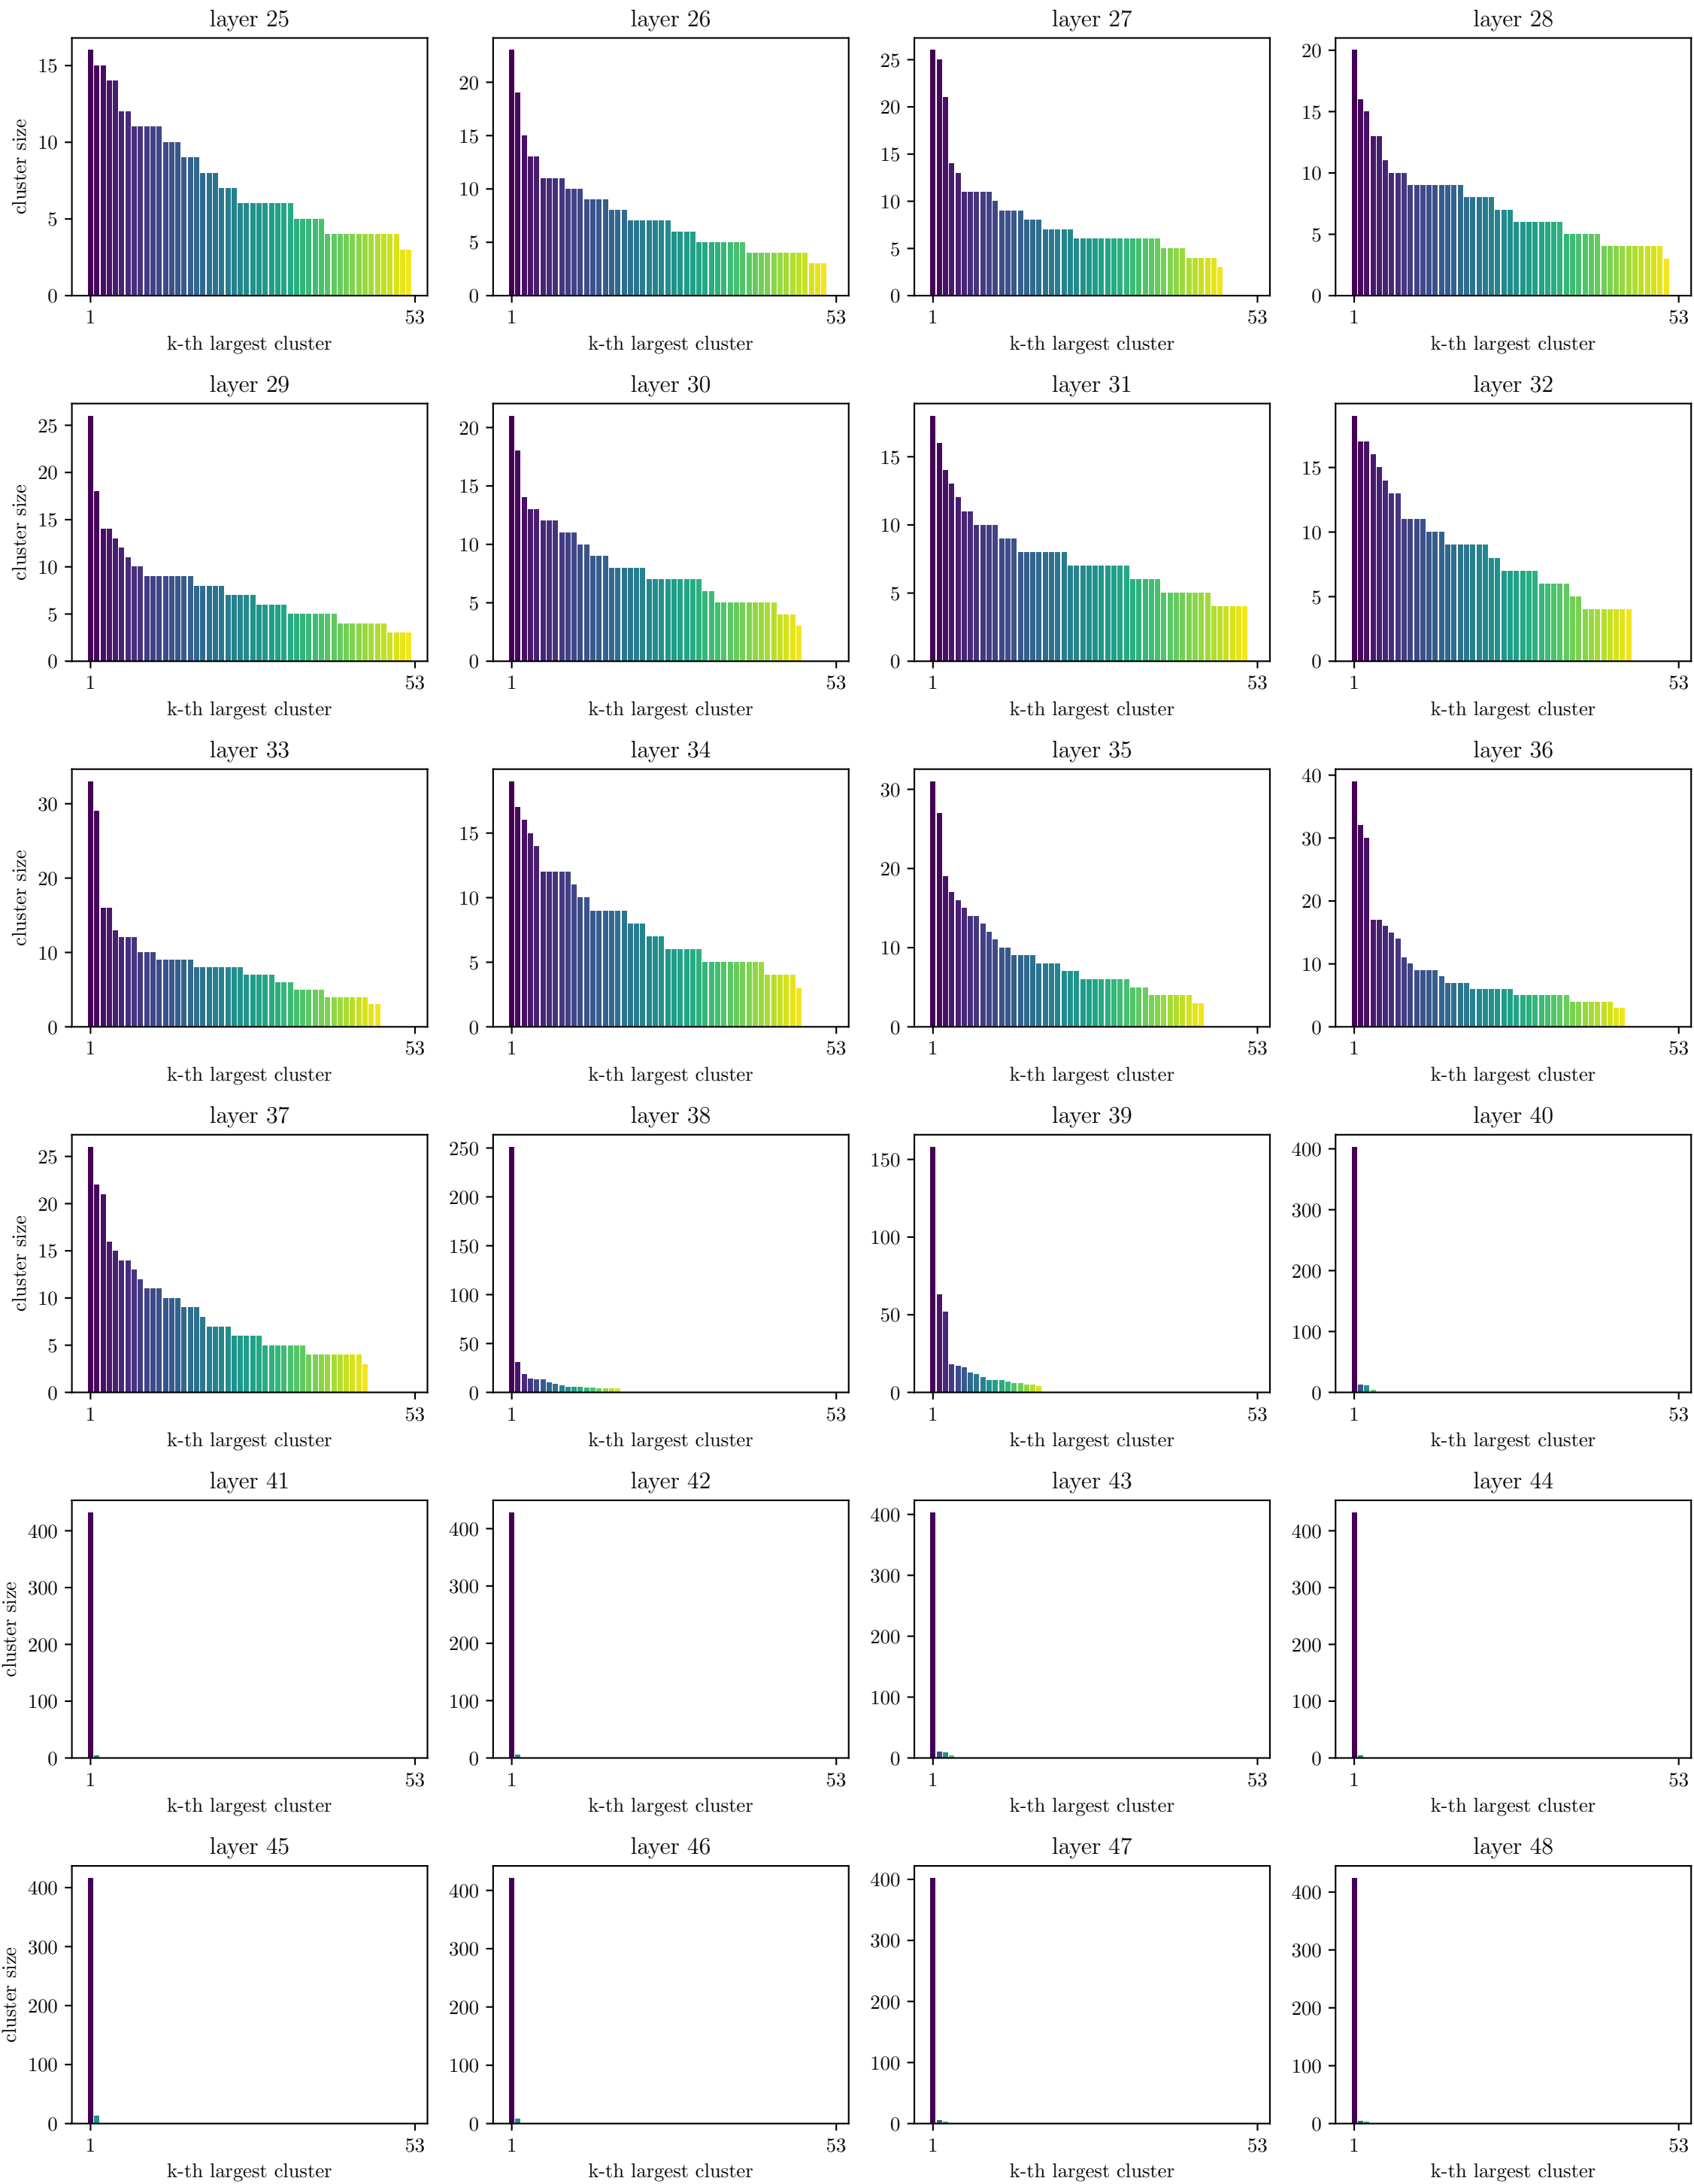 layer 25
layer 26
layer 27
layer 28
cluster size
15
10
5
0
20
15
10
5
0
25
20
15
10
5
0
20
15
10
5
0
1 53
1 53
1 53
1 53
k-th largest cluster
k-th largest cluster
k-th largest cluster
k-th largest cluster
layer 29
layer 30
layer 31
layer 32
cluster size
25
20
15
10
5
0
20
15
10
5
0
15
10
5
0
15
10
5
0
1 53
1 53
1 53
1 53
k-th largest cluster
k-th largest cluster
k-th largest cluster
k-th largest cluster
layer 33
layer 34
layer 35
layer 36
cluster size
30
20
10
0
15
10
5
0
30
20
10
0
40
30
20
10
0
1 53
1 53
1 53
1 53
k-th largest cluster
k-th largest cluster
k-th largest cluster
k-th largest cluster
layer 37
layer 38
layer 39
layer 40
cluster size
25
20
15
10
5
0
250
200
150
100
50
0
150
100
50
0
400
300
200
100
0
1 53
1 53
1 53
1 53
k-th largest cluster
k-th largest cluster
k-th largest cluster
k-th largest cluster
layer 41
layer 42
layer 43
layer 44
cluster size
400
300
200
100
0
400
300
200
100
0
400
300
200
100
0
400
300
200
100
0
1 53
1 53
1 53
1 53
k-th largest cluster
k-th largest cluster
k-th largest cluster
k-th largest cluster
layer 45
layer 46
layer 47
layer 48
cluster size
400
300
200
100
0
400
300
200
100
0
400
300
200
100
0
400
300
200
100
0
1 53
1 53
1 53
1 53
k-th largest cluster
k-th largest cluster
k-th largest cluster
k-th largest cluster